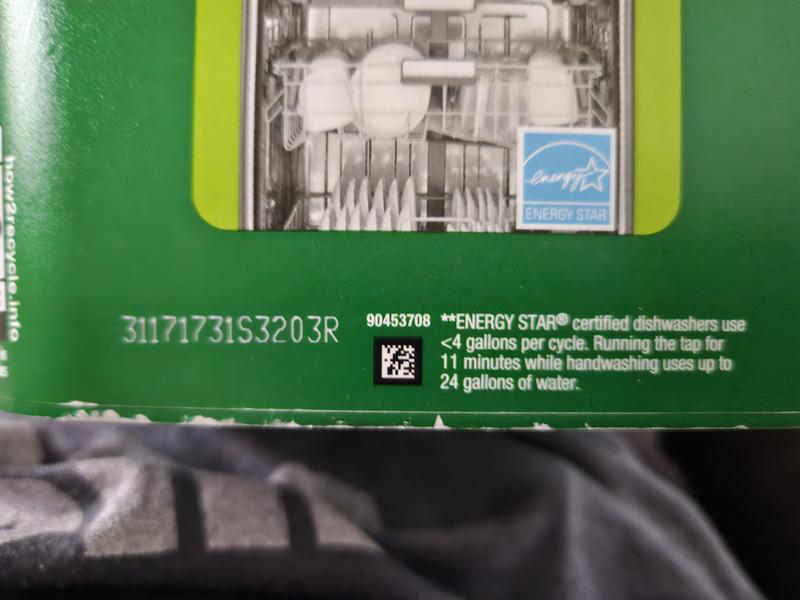 energy
ENERGY STAR
how2recycle.info
31171731S3203R
90453708
**ENERGY STAR® certified dishwashers use
<4 gallons per cycle. Running the tap for
11 minutes while handwashing uses up to
24 gallons of water.